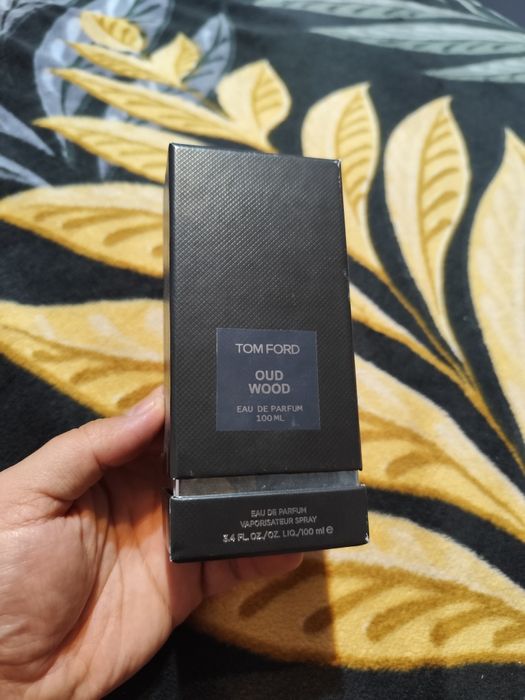 TOM FORD
OUD
WOOD
EAU DE PARFUM
100 ML
EAU DE PARFUM
VAPORISATEUR SPRAY
3.4 FL.OZ./OZ. LIQ./100 ml ℮